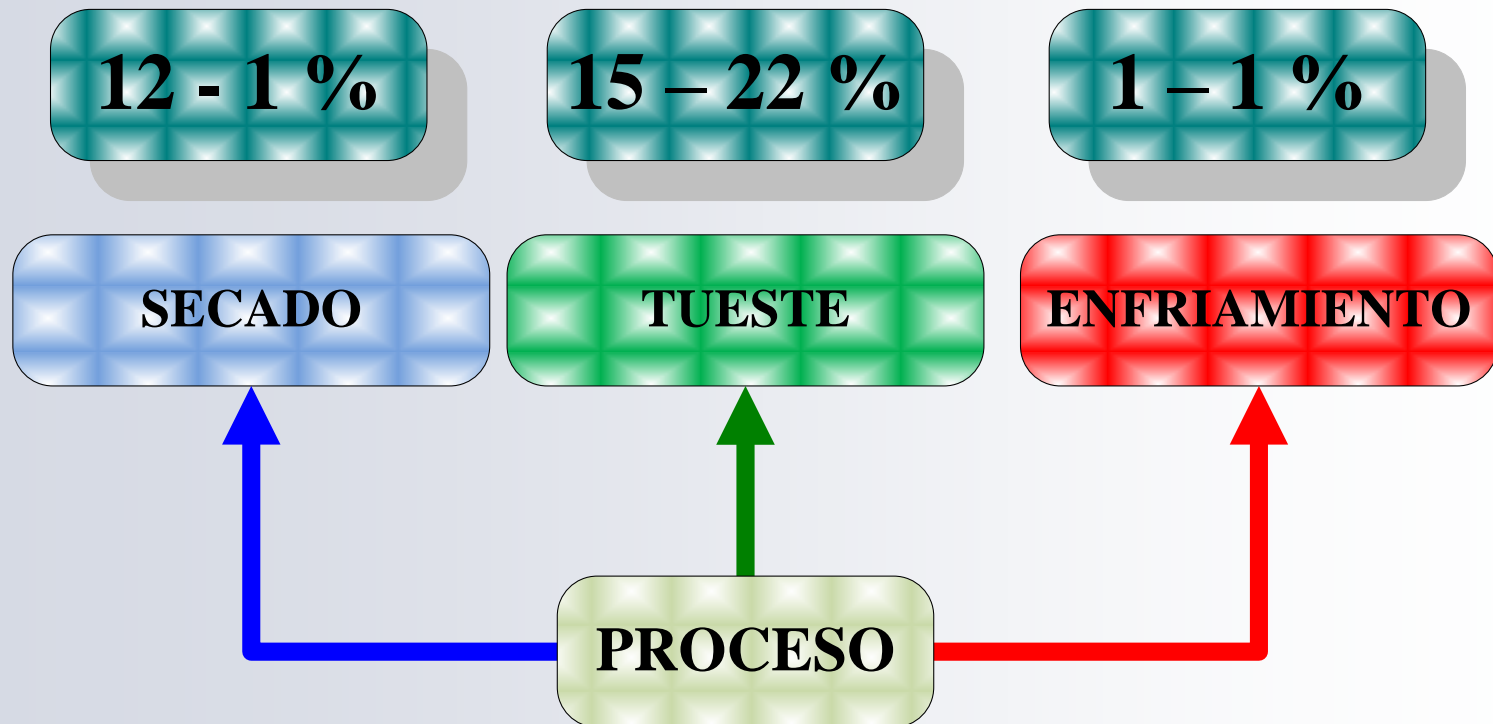 12 - 1 %
15 – 22 %
1 – 1 %
SECADO
TUESTE
ENFRIAMIENTO
PROCESO